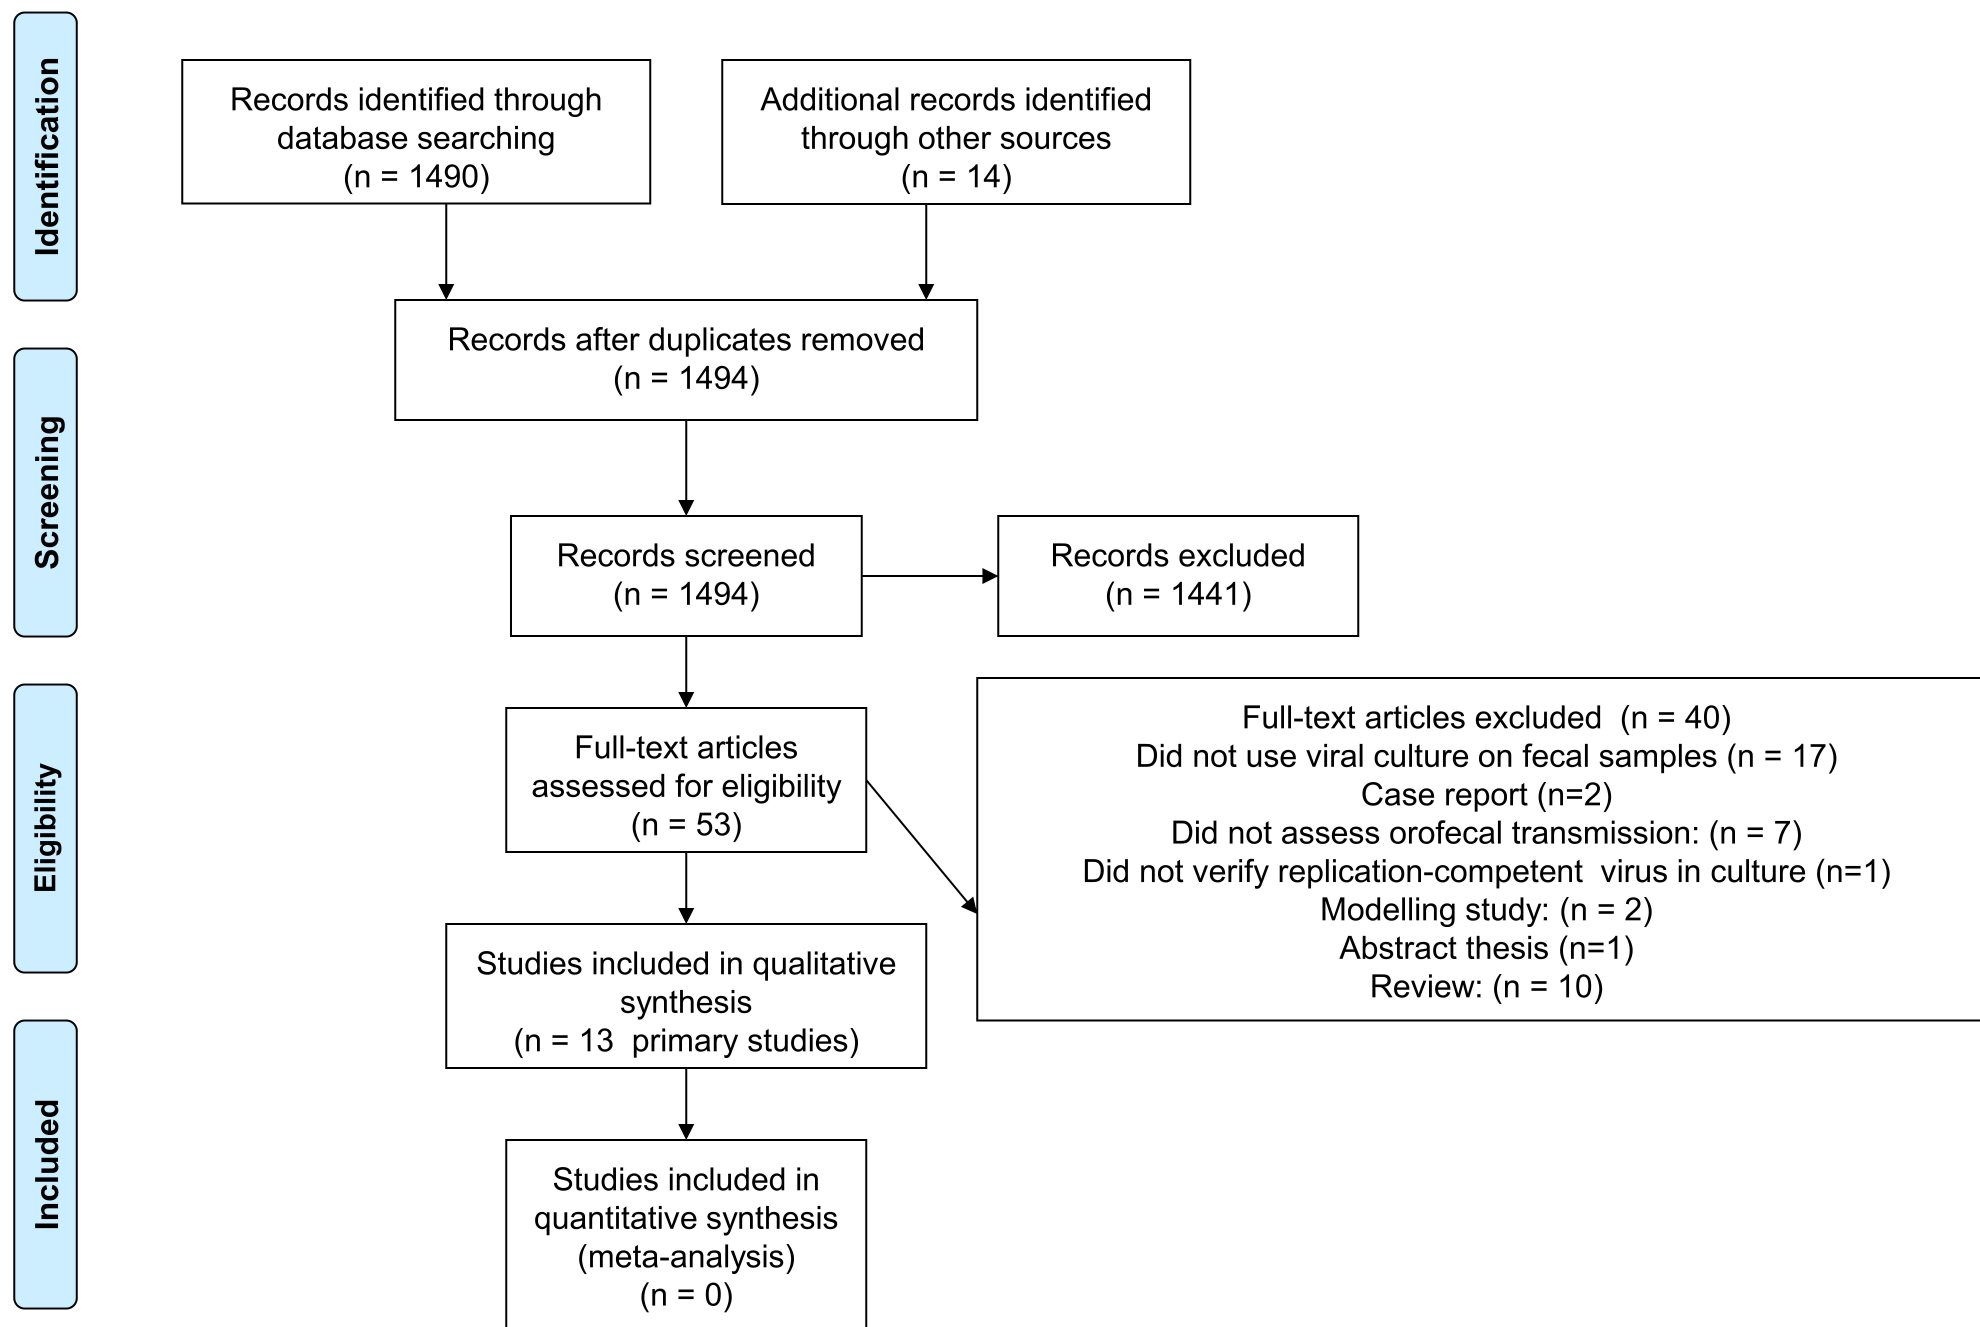 Identification
Records identified through
database searching
(n = 1490)
Additional records identified
through other sources
(n = 14)
Records after duplicates removed
(n = 1494)
Screening
Records screened
(n = 1494)
Records excluded
(n = 1441)
Eligibility
Full-text articles
assessed for eligibility
(n = 53)
Full-text articles excluded  (n = 40)
Did not use viral culture on fecal samples (n = 17)
Case report (n=2)
Did not assess orofecal transmission: (n = 7)
Did not verify replication-competent  virus in culture (n=1)
Modelling study: (n = 2)
Abstract thesis (n=1)
Review: (n = 10)
Studies included in qualitative
synthesis
(n = 13  primary studies)
Included
Studies included in
quantitative synthesis
(meta-analysis)
(n = 0)